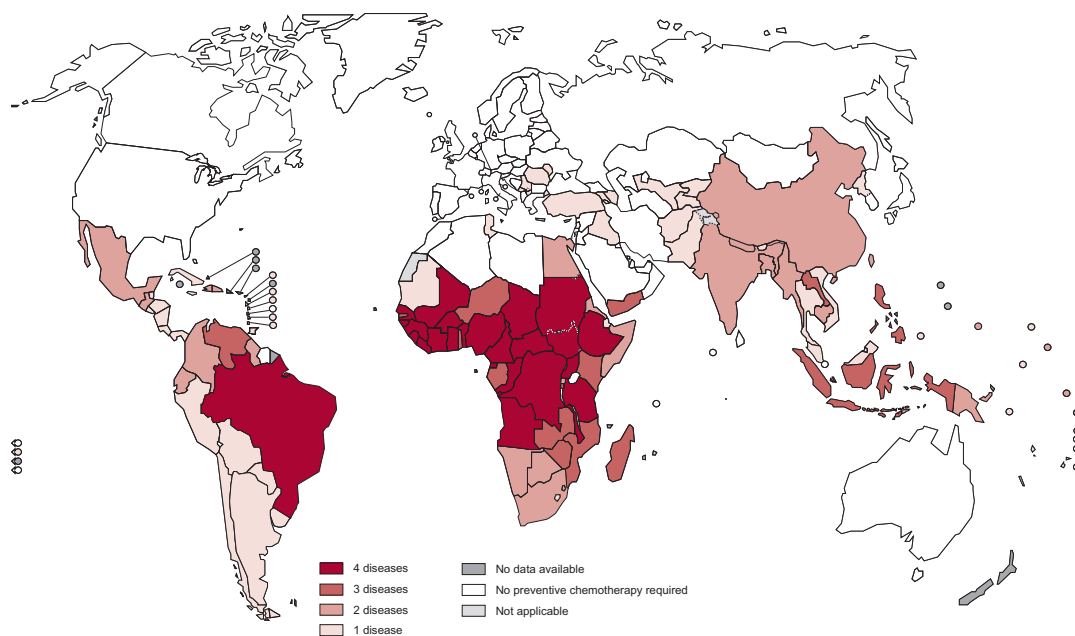 4 diseases
3 diseases
2 diseases
1 disease
No data available
No preventive chemotherapy required
Not applicable